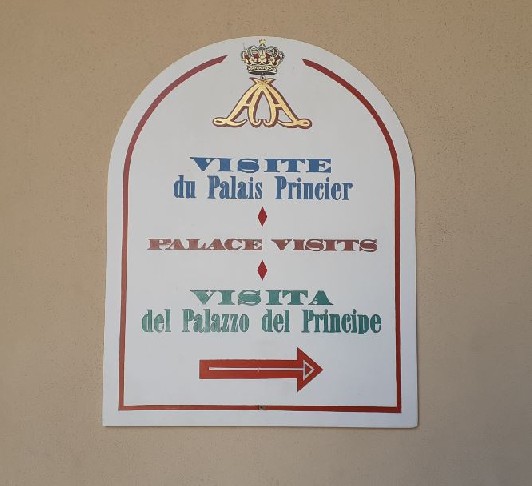 VISITE
du Palais Princier
PALACE VISITS
VISITA
del Palazzo del Principe